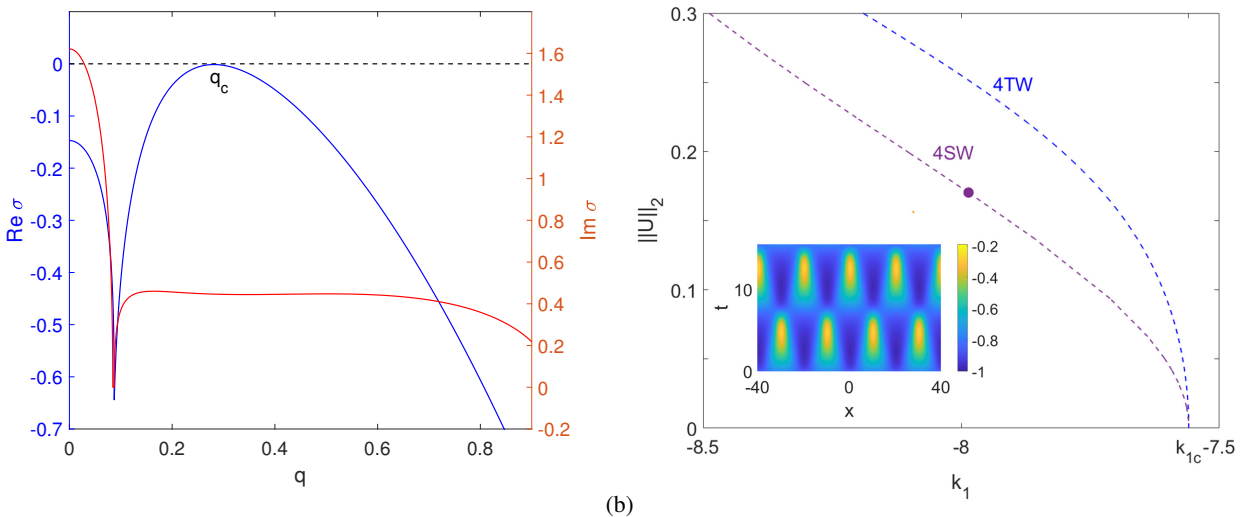 0
-0.1
-0.2
-0.3
-0.4
-0.5
-0.6
-0.7
Re σ
0 0.2 0.4 0.6 0.8
q
q_c
1.6
1.4
1.2
1
0.8
0.6
0.4
0.2
0
-0.2
Im σ
0.3
0.2
0.1
0
||U||_2
4TW
4SW
10
0
t
-40 0 40
x
-0.2
-0.4
-0.6
-0.8
-1
-8.5 -8 k_{1c} -7.5
k_1
(b)